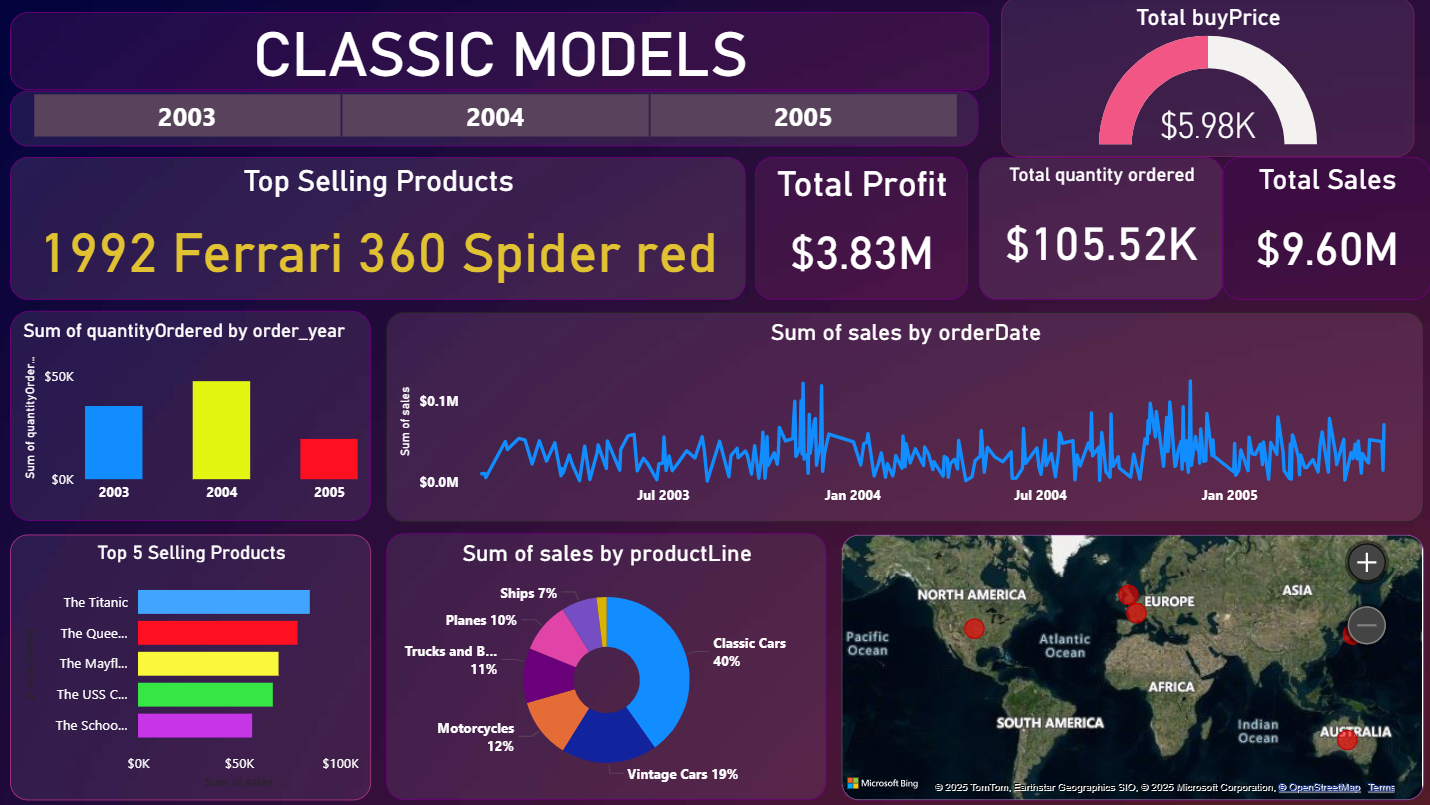 CLASSIC MODELS
Total buyPrice
$5.98K
2003
2004
2005
Top Selling Products
1992 Ferrari 360 Spider red
Total Profit
$3.83M
Total quantity ordered
$105.52K
Total Sales
$9.60M
Sum of quantityOrdered by order_year
Sum of quantityOrder...
$50K
$0K
2003
2004
2005
Sum of sales by orderDate
Sum of sales
$0.1M
$0.0M
Jul 2003
Jan 2004
Jul 2004
Jan 2005
Top 5 Selling Products
The Titanic
The Quee...
The Mayfl...
The USS C...
The Schoo...
$0K
$50K
$100K
Sum of sales
Sum of sales by productLine
Ships 7%
Planes 10%
Trucks and B...
11%
Motorcycles
12%
Vintage Cars 19%
Classic Cars
40%
NORTH AMERICA
EUROPE
ASIA
Pacific
Ocean
Atlantic
Ocean
AFRICA
SOUTH AMERICA
Indian
Ocean
AUSTRALIA
Microsoft Bing
© 2025 TomTom, Earthstar Geographics SIO, © 2025 Microsoft Corporation, © OpenStreetMap Terms